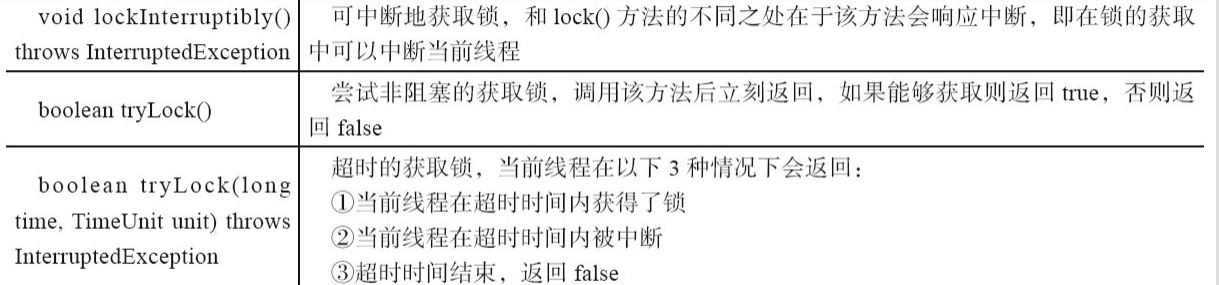 void lockInterruptibly()
throws InterruptedException
可中断地获取锁，和 lock() 方法的不同之处在于该方法会响应中断，即在锁的获取
中可以中断当前线程
boolean tryLock()
尝试非阻塞的获取锁，调用该方法后立刻返回，如果能够获取则返回 true，否则返
回 false
boolean tryLock(long
time, TimeUnit unit) throws
InterruptedException
超时的获取锁，当前线程在以下 3 种情况下会返回：
①当前线程在超时时间内获得了锁
②当前线程在超时时间内被中断
③超时时间结束，返回 false